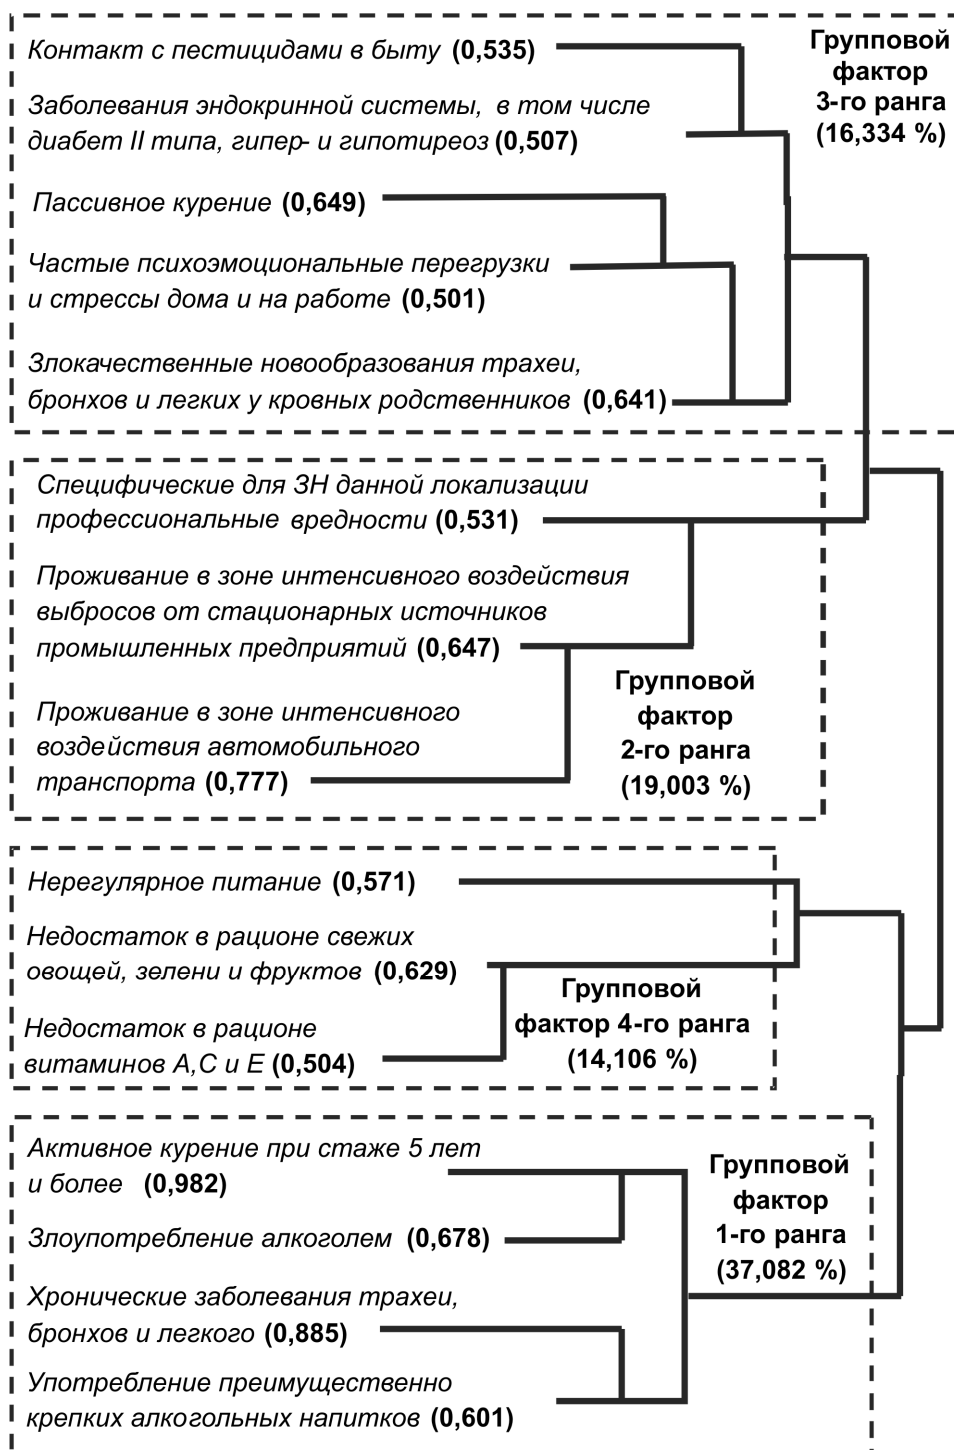 Контакт с пестицидами в быту (0,535)
Групповой
фактор
3-го ранга
(16,334 %)
Заболевания эндокринной системы, в том числе
диабет II типа, гипер- и гипотиреоз (0,507)
Пассивное курение (0,649)
Частые психоэмоциональные перегрузки
и стрессы дома и на работе (0,501)
Злокачественные новообразования трахеи,
бронхов и легких у кровных родственников (0,641)
Специфические для ЗН данной локализации
профессиональные вредности (0,531)
Проживание в зоне интенсивного воздействия
выбросов от стационарных источников
промышленных предприятий (0,647)
Проживание в зоне интенсивного
воздействия автомобильного
транспорта (0,777)
Групповой
фактор
2-го ранга
(19,003 %)
Нерегулярное питание (0,571)
Недостаток в рационе свежих
овощей, зелени и фруктов (0,629)
Недостаток в рационе
витаминов А,С и Е (0,504)
Групповой
фактор 4-го ранга
(14,106 %)
Активное курение при стаже 5 лет
и более (0,982)
Злоупотребление алкоголем (0,678)
Хронические заболевания трахеи,
бронхов и легкого (0,885)
Употребление преимущественно
крепких алкогольных напитков (0,601)
Групповой
фактор
1-го ранга
(37,082 %)